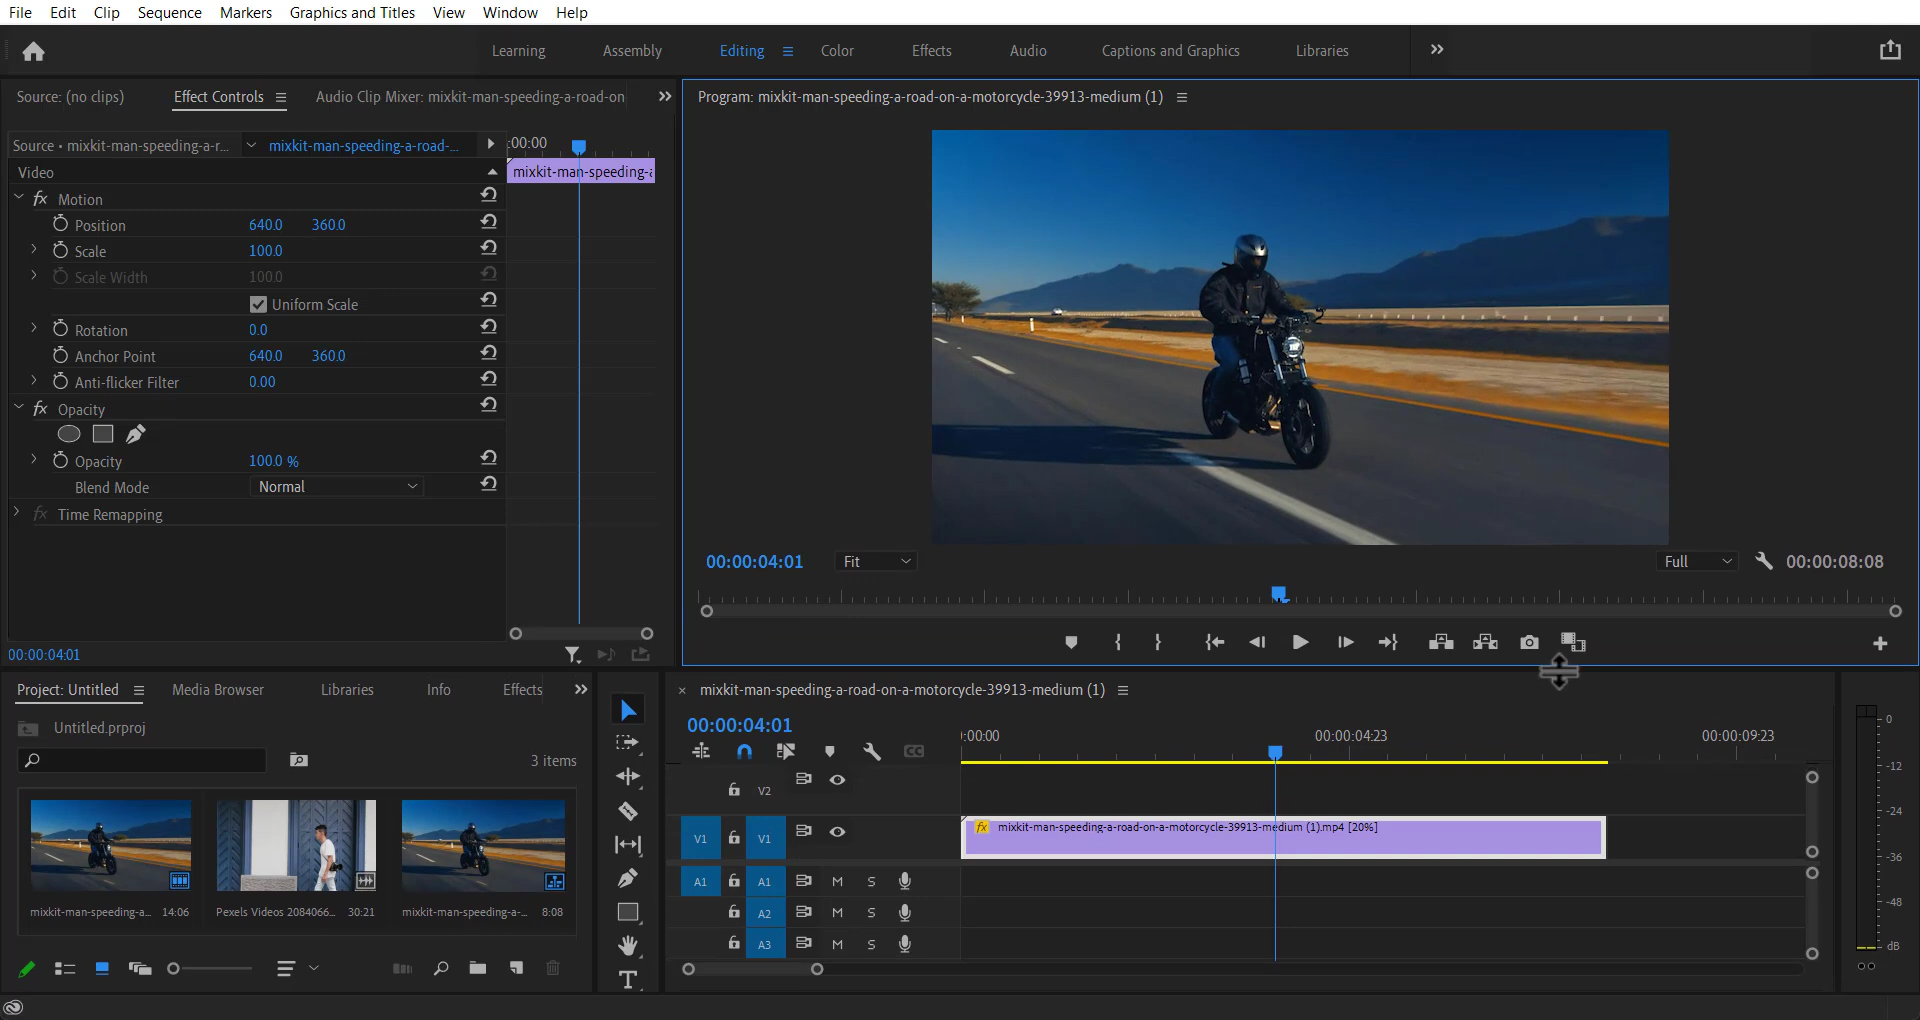 File Edit Clip Sequence Markers Graphics and Titles View Window Help
Learning Assembly Editing Color Effects Audio Captions and Graphics Libraries
Source: (no clips) Effect Controls Audio Clip Mixer: mixkit-man-speeding-a-road-on
Program: mixkit-man-speeding-a-road-on-a-motorcycle-39913-medium (1)
Source • mixkit-man-speeding-a-r... mixkit-man-speeding-a-road-...
:00:00
Video
mixkit-man-speeding-a
fx Motion
Position 640.0 360.0
Scale 100.0
Scale Width 100.0
Uniform Scale
Rotation 0.0
Anchor Point 640.0 360.0
Anti-flicker Filter 0.00
fx Opacity
Opacity 100.0 %
Blend Mode Normal
fx Time Remapping
00:00:04:01
00:00:04:01 Fit Full 00:00:08:08
Project: Untitled Media Browser Libraries Info Effects
Untitled.prproj
3 items
mixkit-man-speeding-a... 14:06
Pexels Videos 2084066... 30:21
mixkit-man-speeding-a-... 8:08
T
mixkit-man-speeding-a-road-on-a-motorcycle-39913-medium (1)
00:00:04:01
:00:00 00:00:04:23 00:00:09:23
CC
V2
V1 V1
fx mixkit-man-speeding-a-road-on-a-motorcycle-39913-medium (1).mp4 [20%]
A1 A1 M S
A2 M S
A3 M S
0
-12
-24
-36
-48
dB